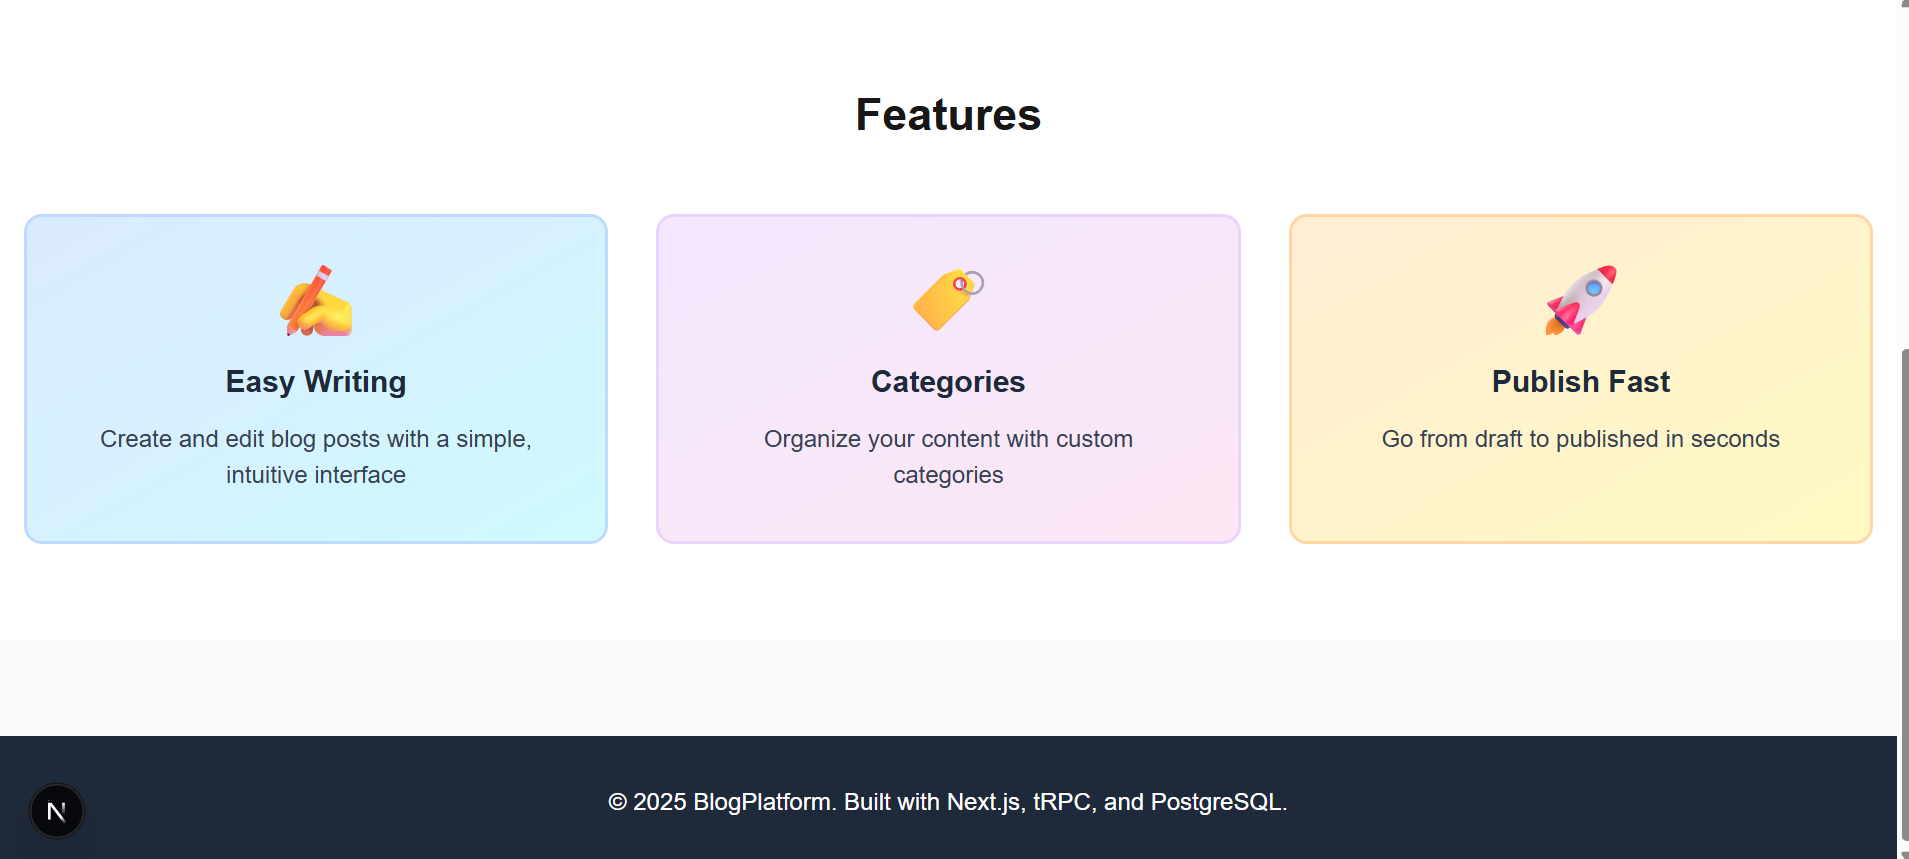 Features
Easy Writing
Create and edit blog posts with a simple,
intuitive interface
Categories
Organize your content with custom
categories
Publish Fast
Go from draft to published in seconds
© 2025 BlogPlatform. Built with Next.js, tRPC, and PostgreSQL.
N